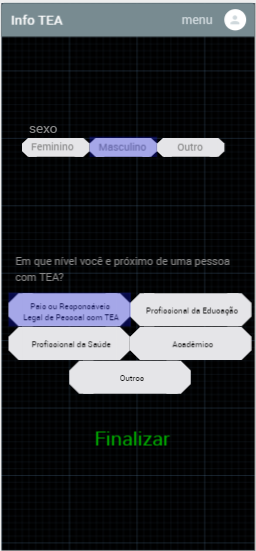 Info TEA menu
sexo
Feminino Masculino Outro
Em que nível você e próximo de uma pessoa
com TEA?
Pais ou Responsáveis
Legal de Pessoal com TEA
Profissional da Educação
Profissional da Saúde Acadêmico
Outros
Finalizar